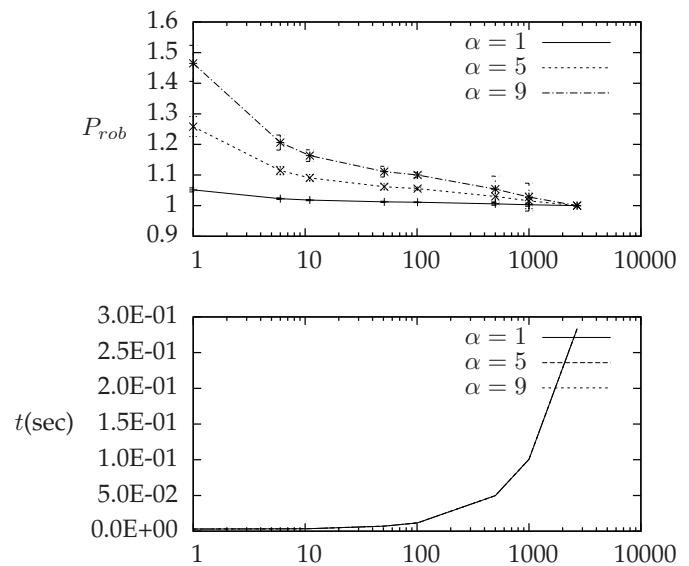 1.6
1.5
1.4
1.3
P_rob
1.2
1.1
1
0.9
α = 1
α = 5
α = 9
1 10 100 1000 10000
3.0E-01
2.5E-01
2.0E-01
t(sec) 1.5E-01
1.0E-01
5.0E-02
0.0E+00
α = 1
α = 5
α = 9
1 10 100 1000 10000